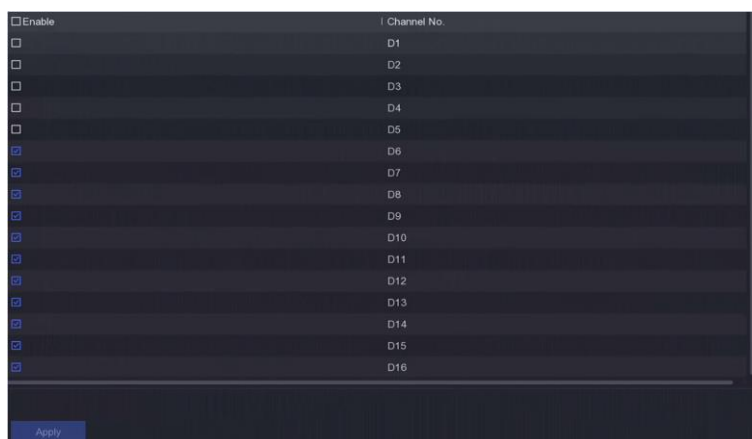 Enable Channel No.
D1
D2
D3
D4
D5
D6
D7
D8
D9
D10
D11
D12
D13
D14
D15
D16
Apply